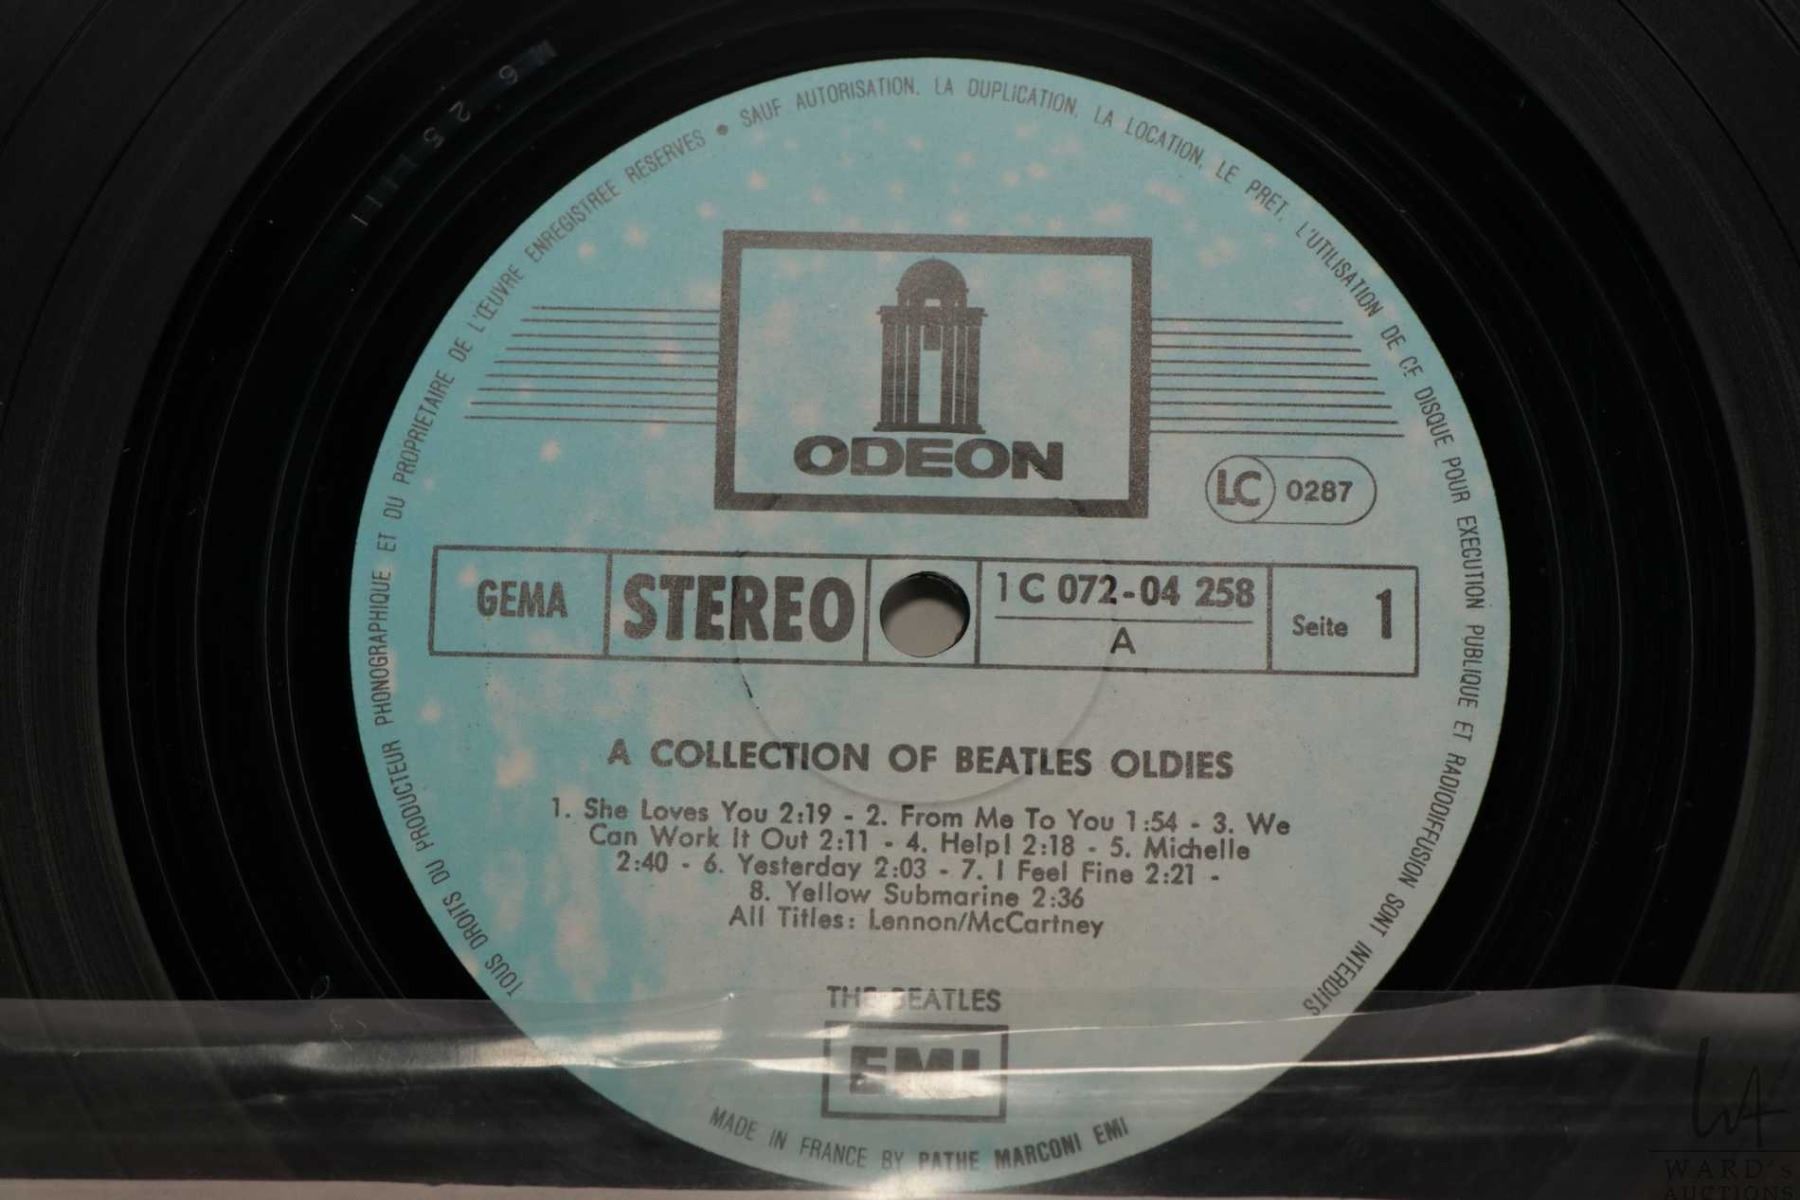 TOUS DROITS DU PRODUCTEUR PHONOGRAPHIQUE ET DU PROPRIETAIRE DE L'ŒUVRE ENREGISTREE RESERVES • SAUF AUTORISATION, LA DUPLICATION, LA LOCATION, LE PRET, L'UTILISATION DE CE DISQUE POUR EXECUTION PUBLIQUE ET RADIODIFFUSION SONT INTERDITS
ODEON
LC 0287
GEMA STEREO 1 C 072-04 258 Seite 1
A
A COLLECTION OF BEATLES OLDIES
1. She Loves You 2:19 - 2. From Me To You 1:54 - 3. We
Can Work It Out 2:11 - 4. Help! 2:18 - 5. Michelle
2:40 - 6. Yesterday 2:03 - 7. I Feel Fine 2:21 -
8. Yellow Submarine 2:36
All Titles: Lennon/McCartney
THE BEATLES
EMI
MADE IN FRANCE BY PATHE MARCONI EMI
WA
WARD's
AUCTIONS